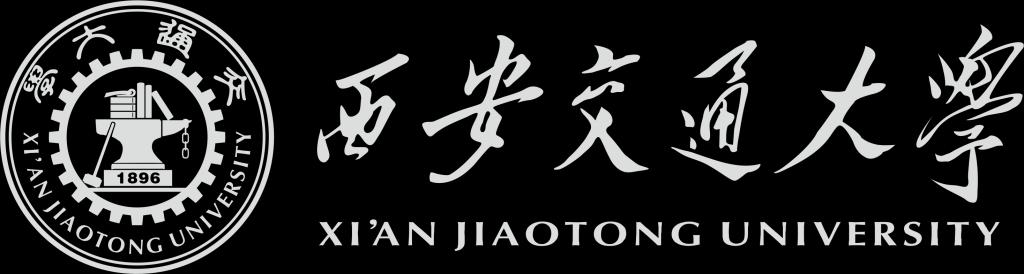 交通大學
1896
XI'AN JIAOTONG UNIVERSITY
西安交通大學
XI'AN JIAOTONG UNIVERSITY